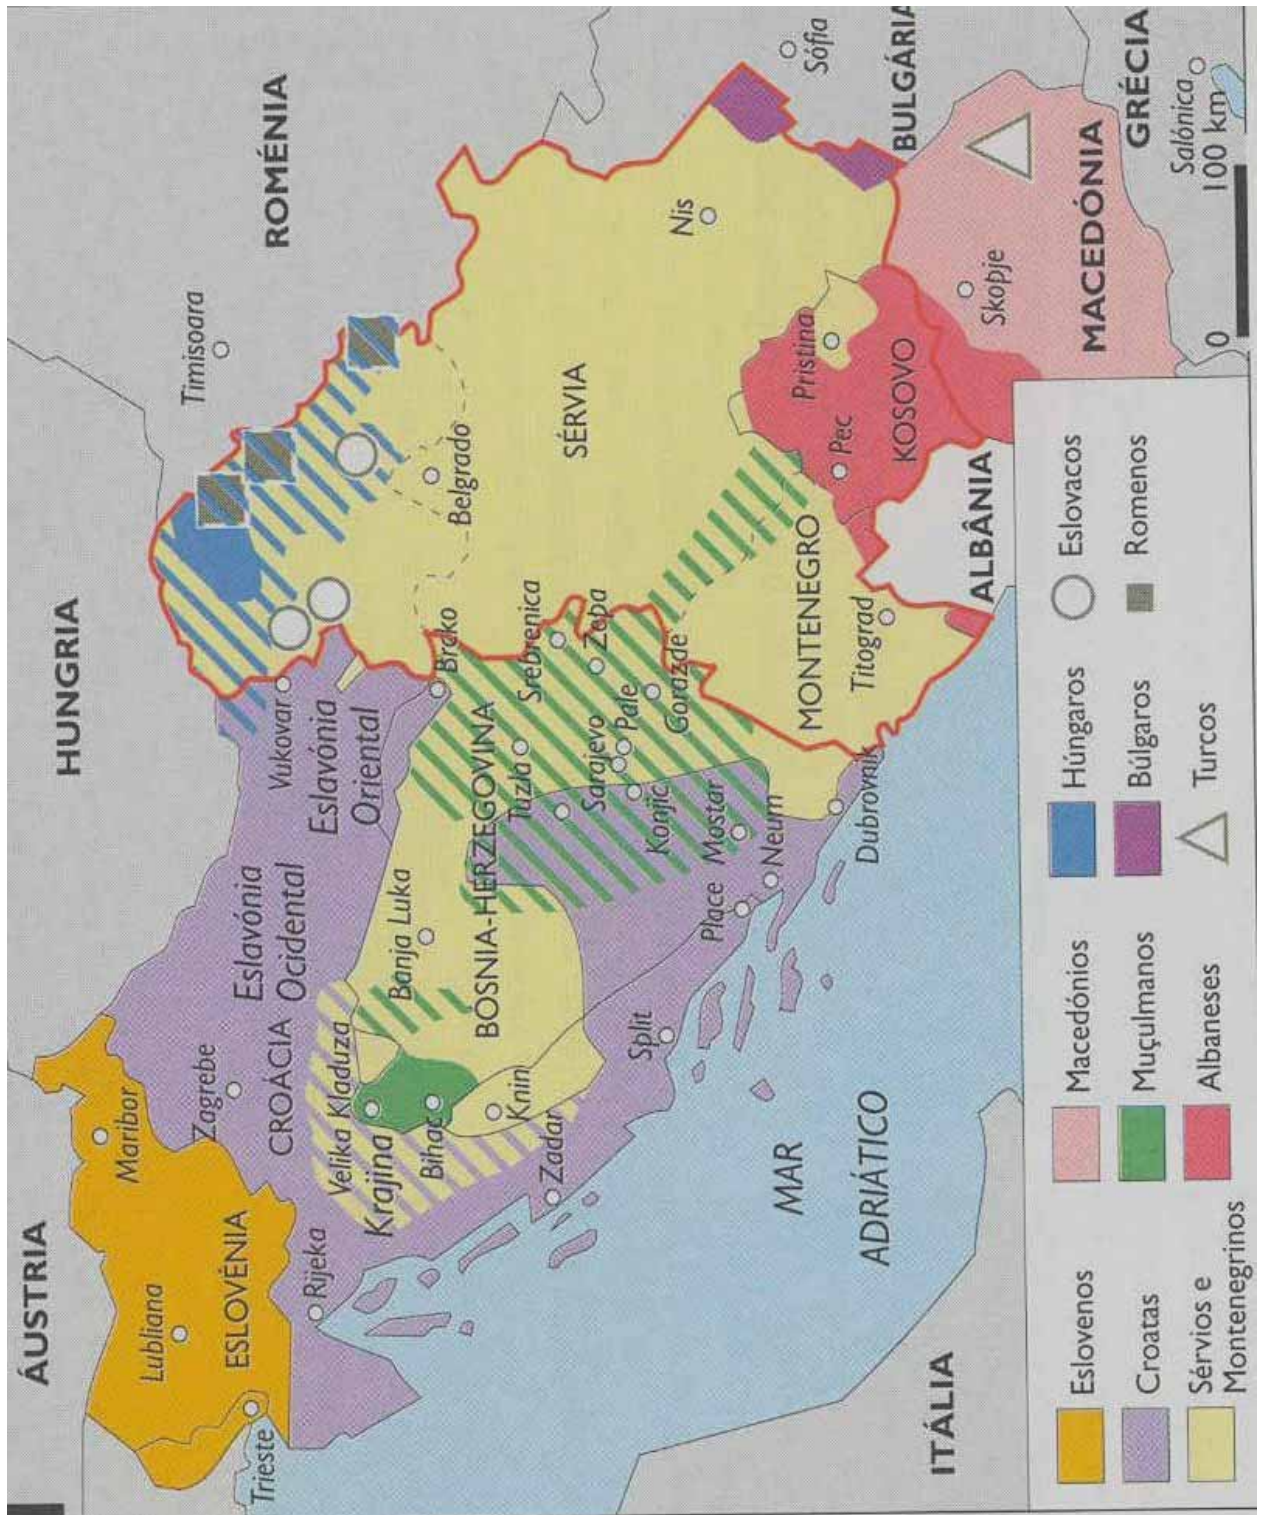 ÁUSTRIA
HUNGRIA
ROMÉNIA
Maribor
Lubliana
ESLOVÉNIA
Trieste
Zagrebe
CROÁCIA
Rijeka
Eslavónia
Ocidental
Vukovar
Eslavónia
Oriental
Timisoara
Velika Kladuza
Krajina
Bihac
Banja Luka
Brcko
Belgrado
BOSNIA-HERZEGOVINA
Knin
Zadar
Tuzla
Srebrenica
Zepa
SÉRVIA
Sarajevo
Pale
Gorazde
Konjic
Mostar
Split
Place
Neum
Dubrovnik
MONTENEGRO
Titograd
Nis
Pristina
Pec
KOSOVO
Sófia
BULGÁRIA
Skopje
MACEDÓNIA
ALBÂNIA
GRÉCIA
Salónica
MAR
ADRIÁTICO
ITÁLIA
0
100 km
Eslovenos
Croatas
Sérvios e
Montenegrinos
Macedónios
Muçulmanos
Albaneses
Húngaros
Búlgaros
Turcos
Eslovacos
Romenos